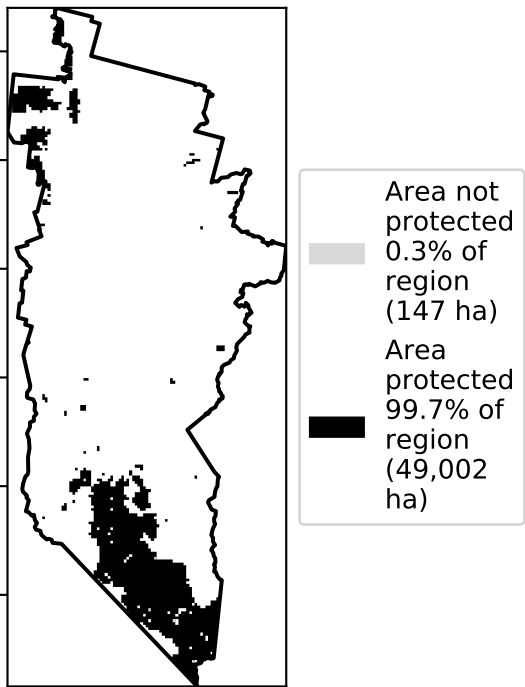 Area not
protected
0.3% of
region
(147 ha)
Area
protected
99.7% of
region
(49,002
ha)